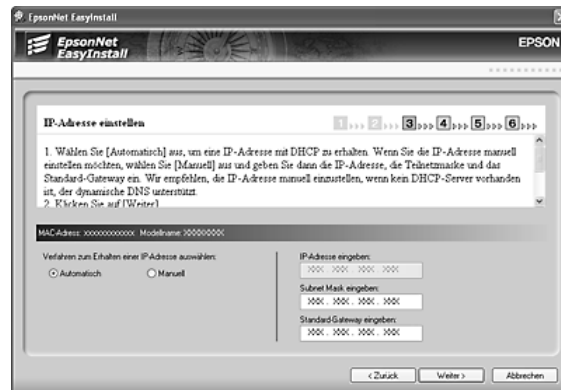 EpsonNet EasyInstall
EpsonNet
EasyInstall
EPSON
IP-Adresse einstellen
1 2 3 4 5 6
1. Wählen Sie [Automatisch] aus, um eine IP-Adresse mit DHCP zu erhalten. Wenn Sie die IP-Adresse manuell
einstellen möchten, wählen Sie [Manuell] aus und geben Sie dann die IP-Adresse, die Teilnetzmaske und das
Standard-Gateway ein. Wir empfehlen, die IP-Adresse manuell einzustellen, wenn kein DHCP-Server vorhanden
ist, der dynamische DNS unterstützt.
2. Klicken Sie auf [Weiter].
MAC-Adress: xxxxxxxxxxxx Modellname: XXXXXXXX
Verfahren zum Erhalten einer IP-Adresse auswählen:
Automatisch Manuell
IP-Adresse eingeben:
XXX . XXX . XXX . XXX
Subnet Mask eingeben:
XXX . XXX . XXX . XXX
Standard-Gateway eingeben:
XXX . XXX . XXX . XXX
< Zurück Weiter > Abbrechen